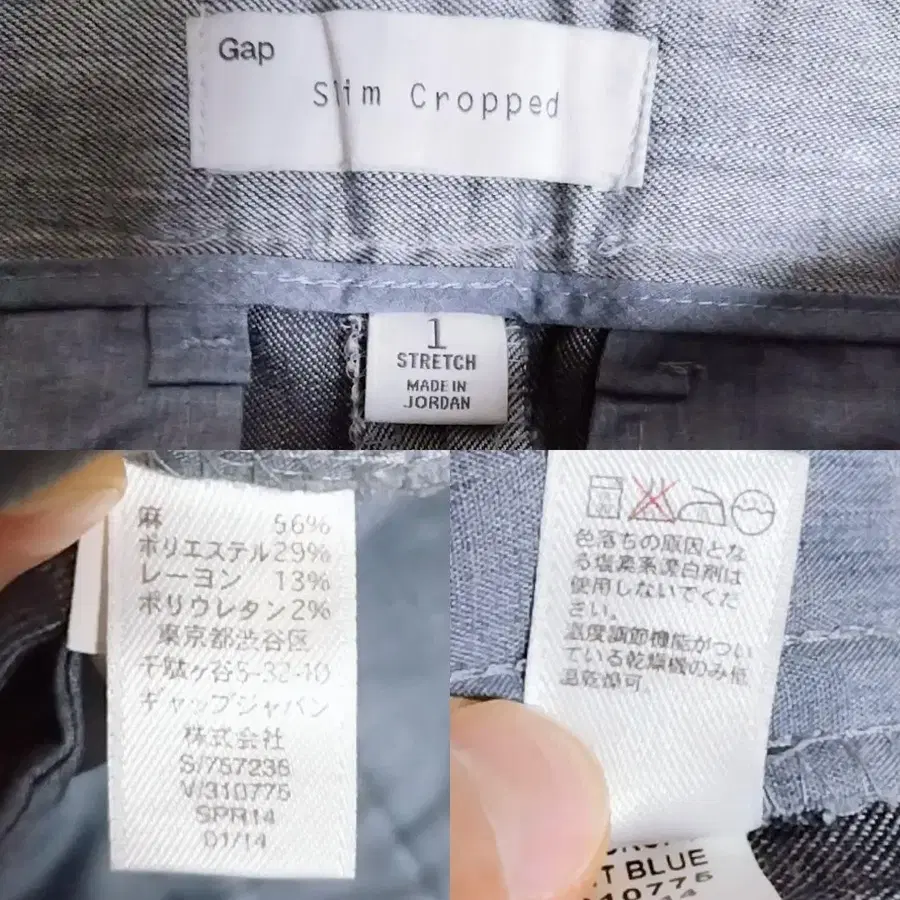 Gap
Slim Cropped
1
STRETCH
MADE IN
JORDAN
麻 56%
ポリエステル 29%
レーヨン 13%
ポリウレタン 2%
東京都渋谷区
千駄ヶ谷5-32-10
ギャップジャパン
株式会社
S/757236
V/310775
SPR14
01/14
色落ちの原因とな
る塩素系漂白剤は
使用しないでくだ
さい。
温度調節機能がつい
ている乾燥機のみ低
温乾燥可。
BLUE
310775